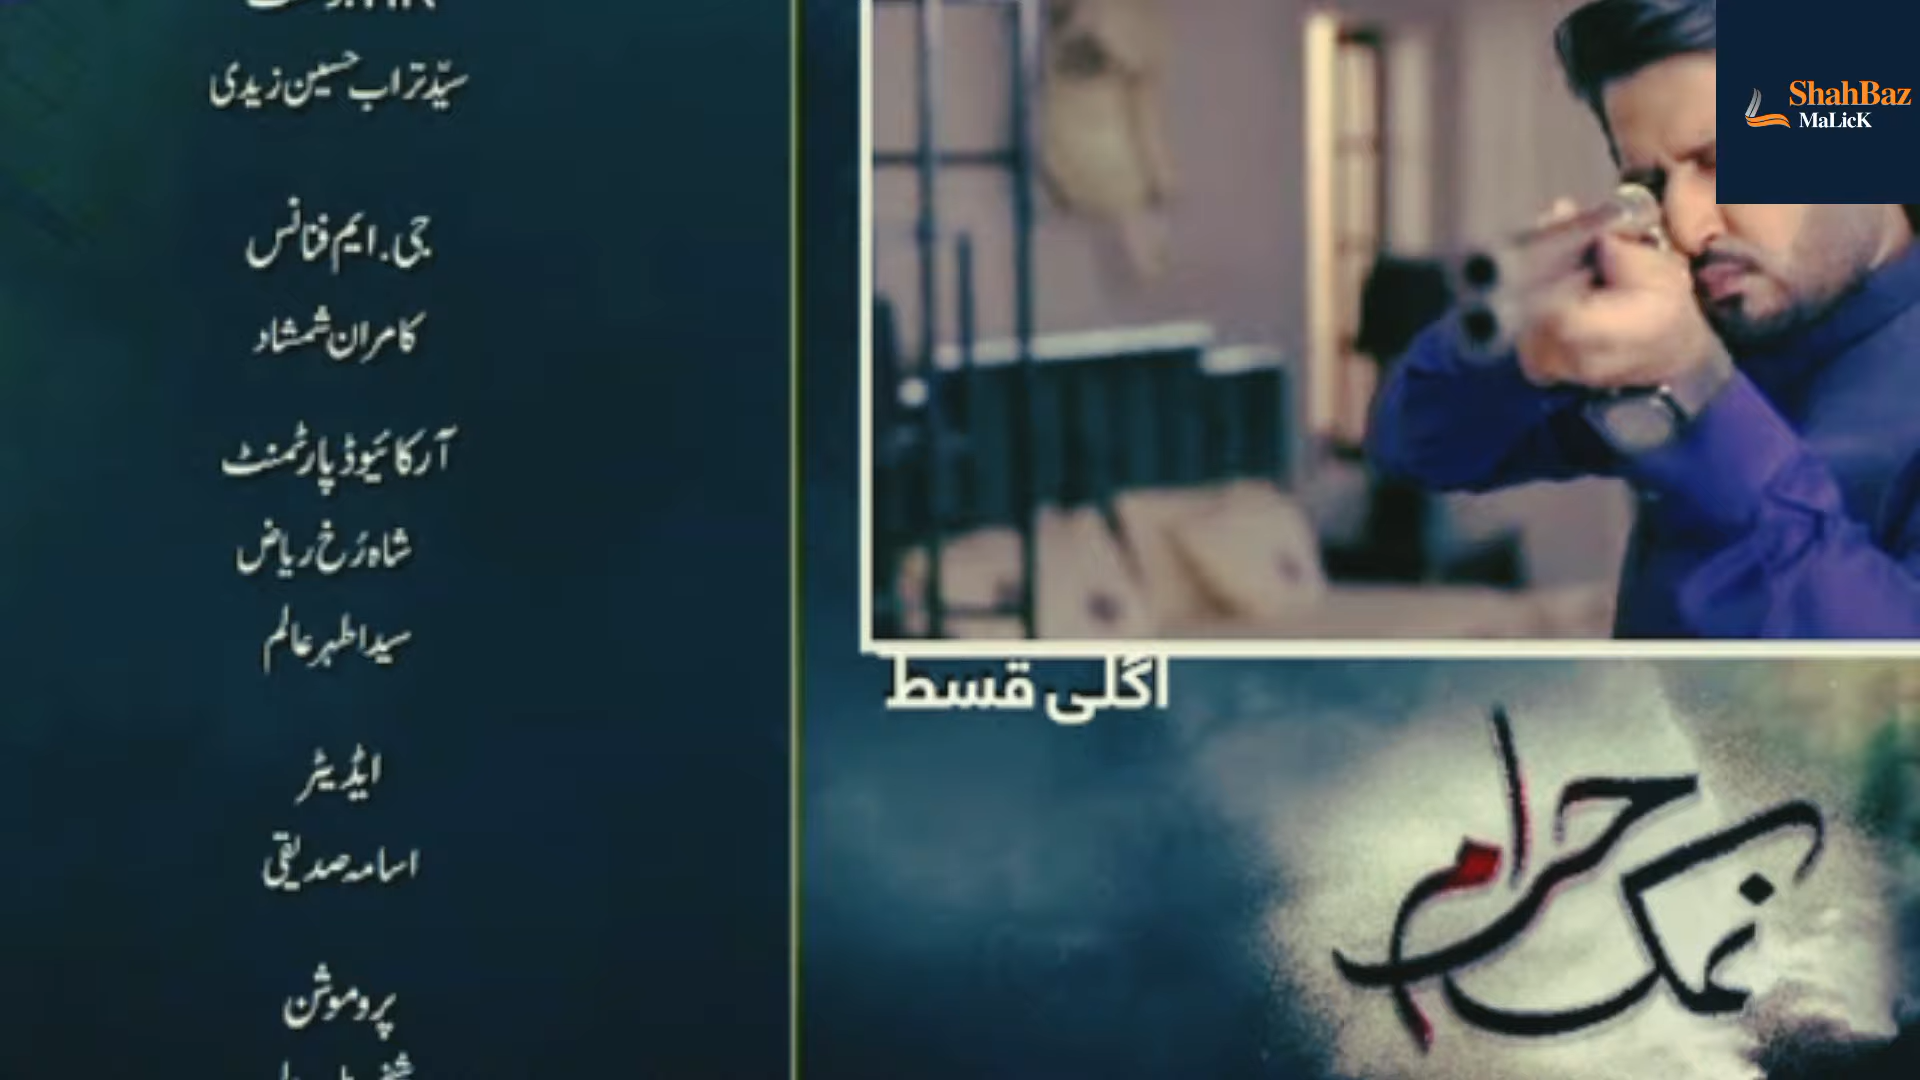 سیّد تراب حسین زیدی
جی. ایم فنانس
کامران شمشاد
آرکائیو ڈپارٹمنٹ
شاہ رُخ ریاض
سید اطہر عالم
ایڈیٹر
اسامہ صدیقی
پروموشن
ShahBaz
MaLicK
اگلی قسط
نمک حرام